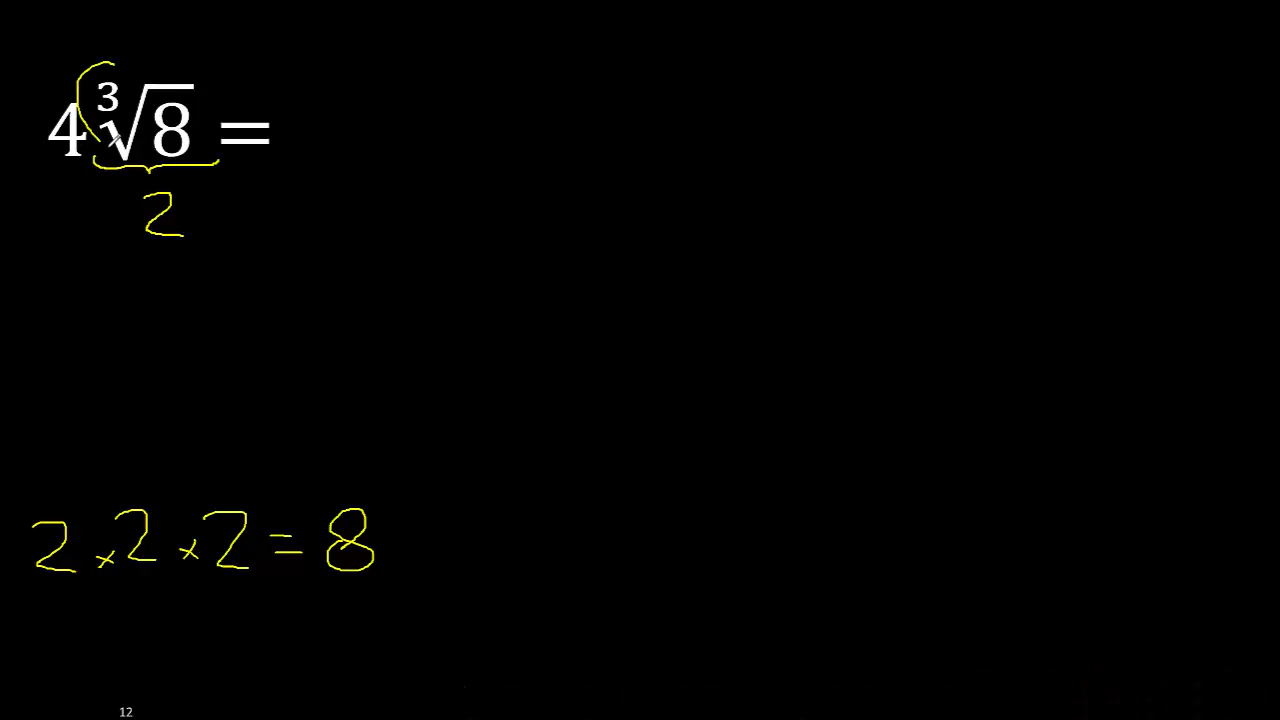 4∛8 =
2
2 × 2 × 2 = 8
12